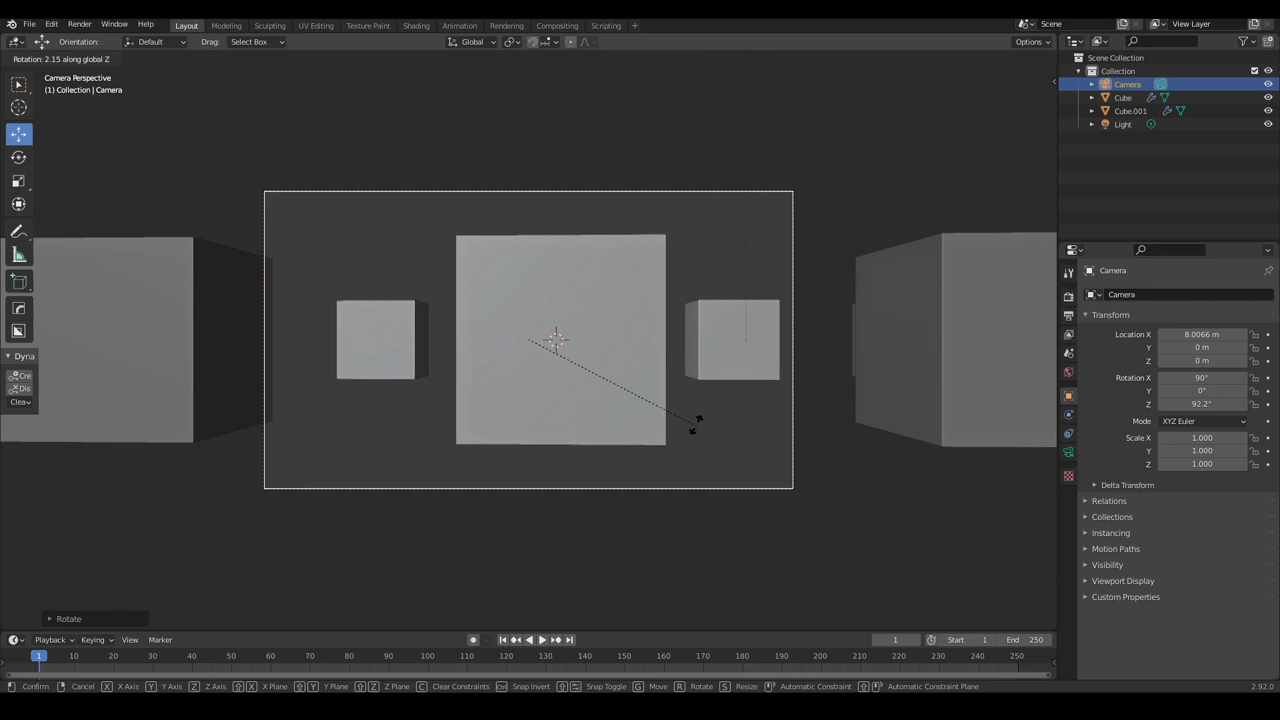 File Edit Render Window Help Layout Modeling Sculpting UV Editing Texture Paint Shading Animation Rendering Compositing Scripting + Scene View Layer
Orientation: Default Drag: Select Box Global Options
Rotation: 2.15 along global Z
Camera Perspective
(1) Collection | Camera
Scene Collection
Collection
Camera
Cube
Cube.001
Light
Camera
Camera
Transform
Location X 8.0066 m
Y 0 m
Z 0 m
Rotation X 90°
Y 0°
Z 92.2°
Mode XYZ Euler
Scale X 1.000
Y 1.000
Z 1.000
Delta Transform
Relations
Collections
Instancing
Motion Paths
Visibility
Viewport Display
Custom Properties
Dyna
Cre
Dis
Clea
Rotate
Playback Keying View Marker 1 Start 1 End 250
1 10 20 30 40 50 60 70 80 90 100 110 120 130 140 150 160 170 180 190 200 210 220 230 240 250
Confirm Cancel X X Axis Y Y Axis Z Z Axis X X Plane Y Y Plane Z Z Plane C Clear Constraints Ctrl Snap Invert Snap Toggle G Move R Rotate S Resize Automatic Constraint Automatic Constraint Plane 2.92.0